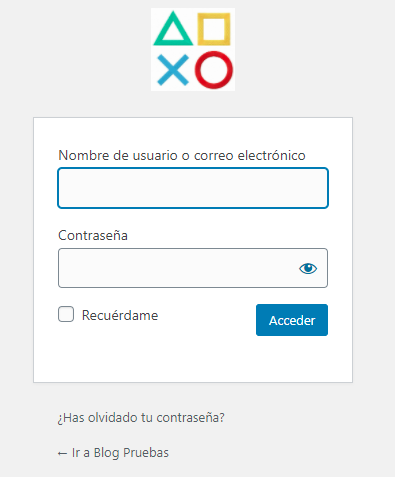 Nombre de usuario o correo electrónico
Contraseña
Recuérdame
Acceder
¿Has olvidado tu contraseña?
← Ir a Blog Pruebas